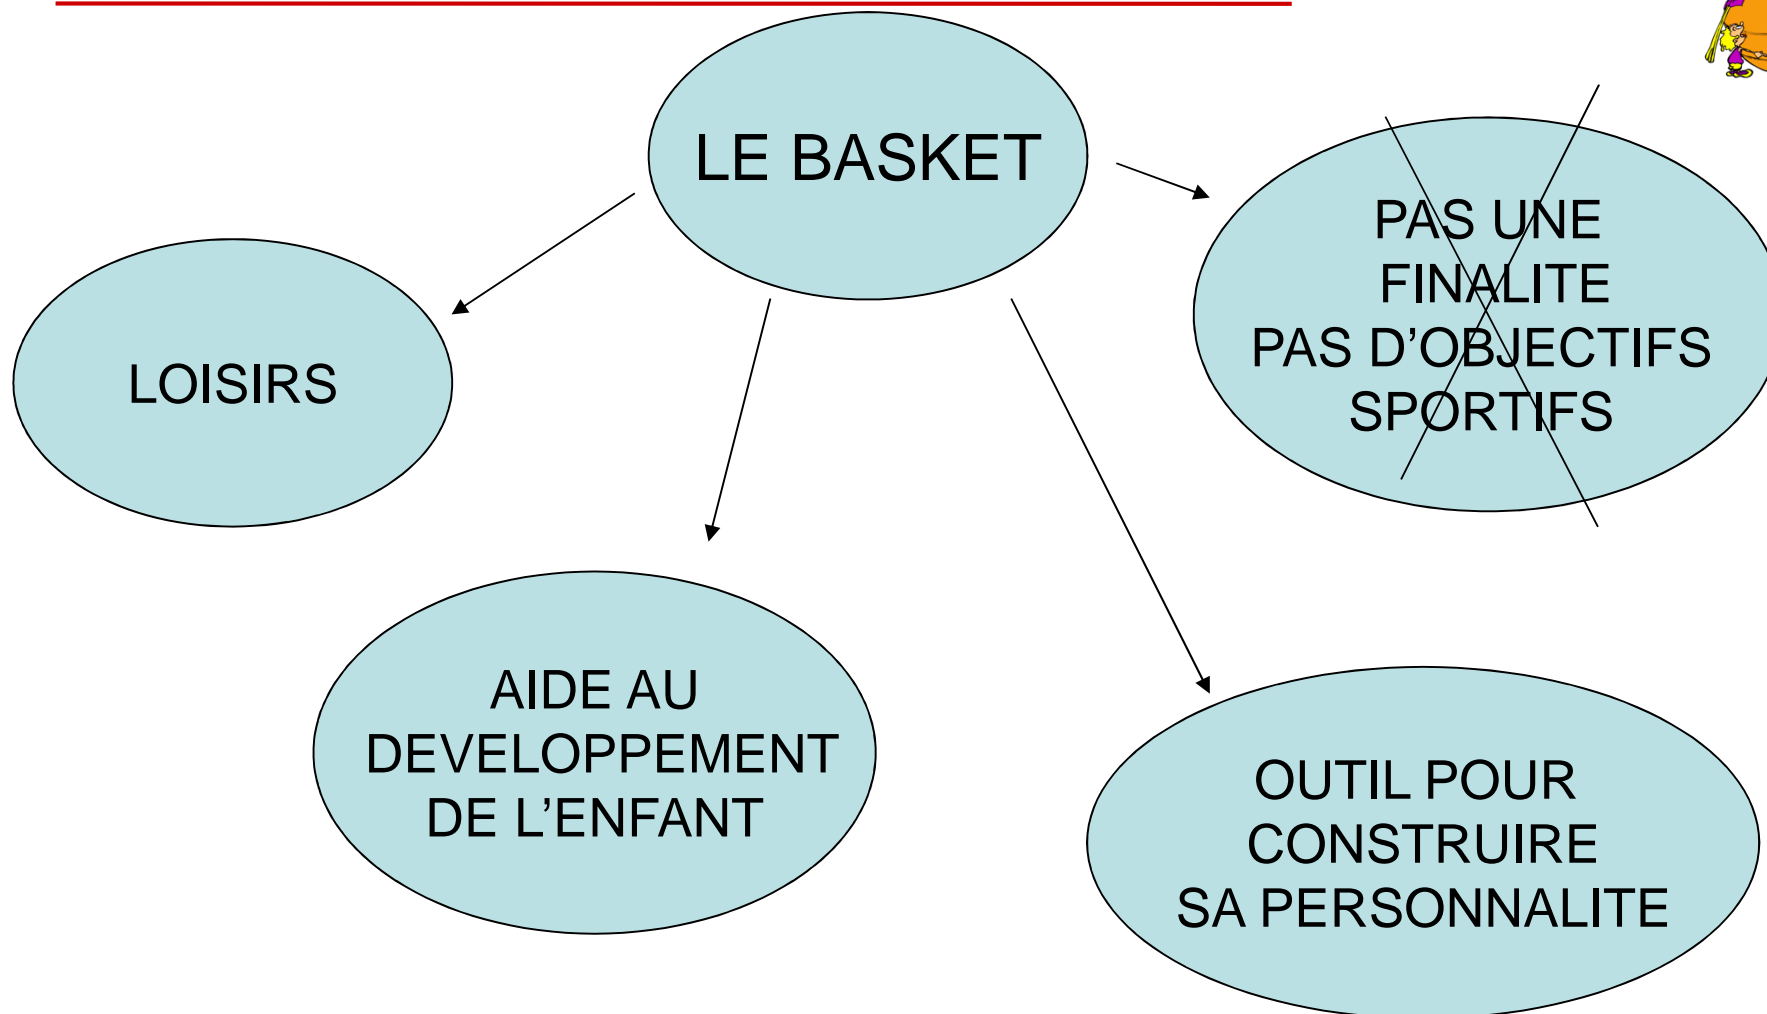 LE BASKET
PAS UNE
FINALITE
PAS D’OBJECTIFS
SPORTIFS
LOISIRS
AIDE AU
DEVELOPPEMENT
DE L’ENFANT
OUTIL POUR
CONSTRUIRE
SA PERSONNALITE